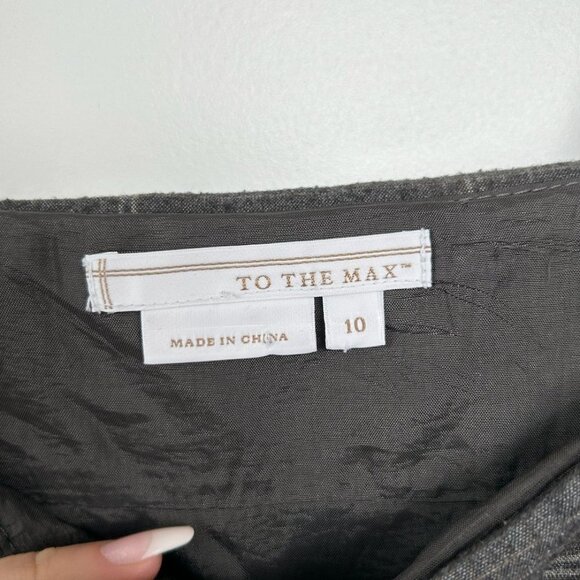 TO THE MAX™
MADE IN CHINA
10